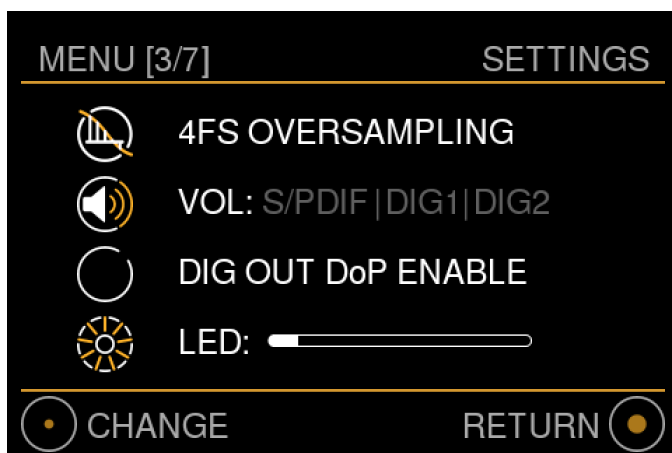 MENU [3/7] SETTINGS
4FS OVERSAMPLING
VOL: S/PDIF|DIG1|DIG2
DIG OUT DoP ENABLE
LED:
CHANGE RETURN